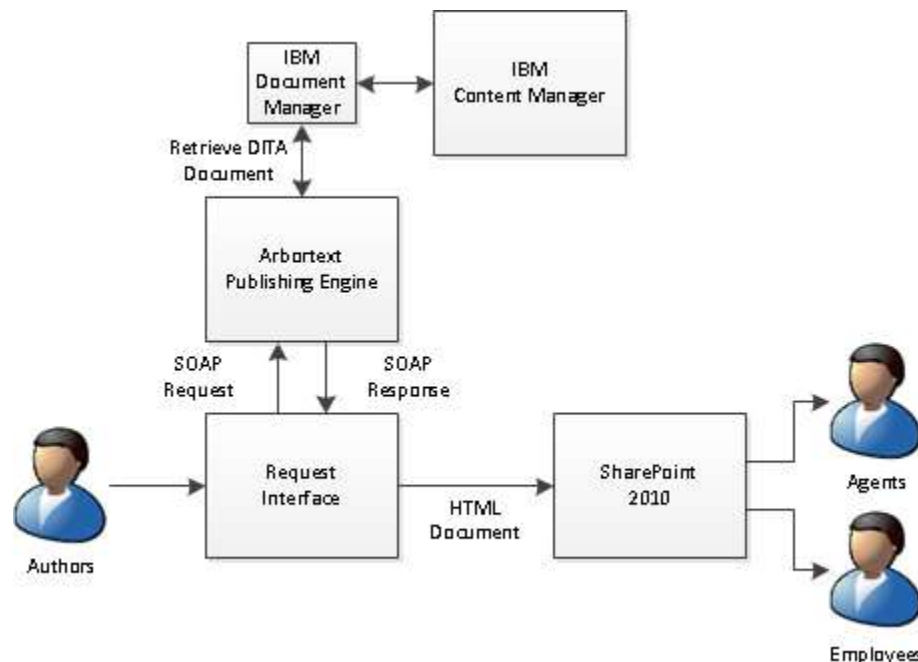 IBM
Document
Manager
IBM
Content Manager
Retrieve DITA
Document
Arbortext
Publishing Engine
SOAP
Request
SOAP
Response
Authors
Request
Interface
HTML
Document
SharePoint
2010
Agents
Employees